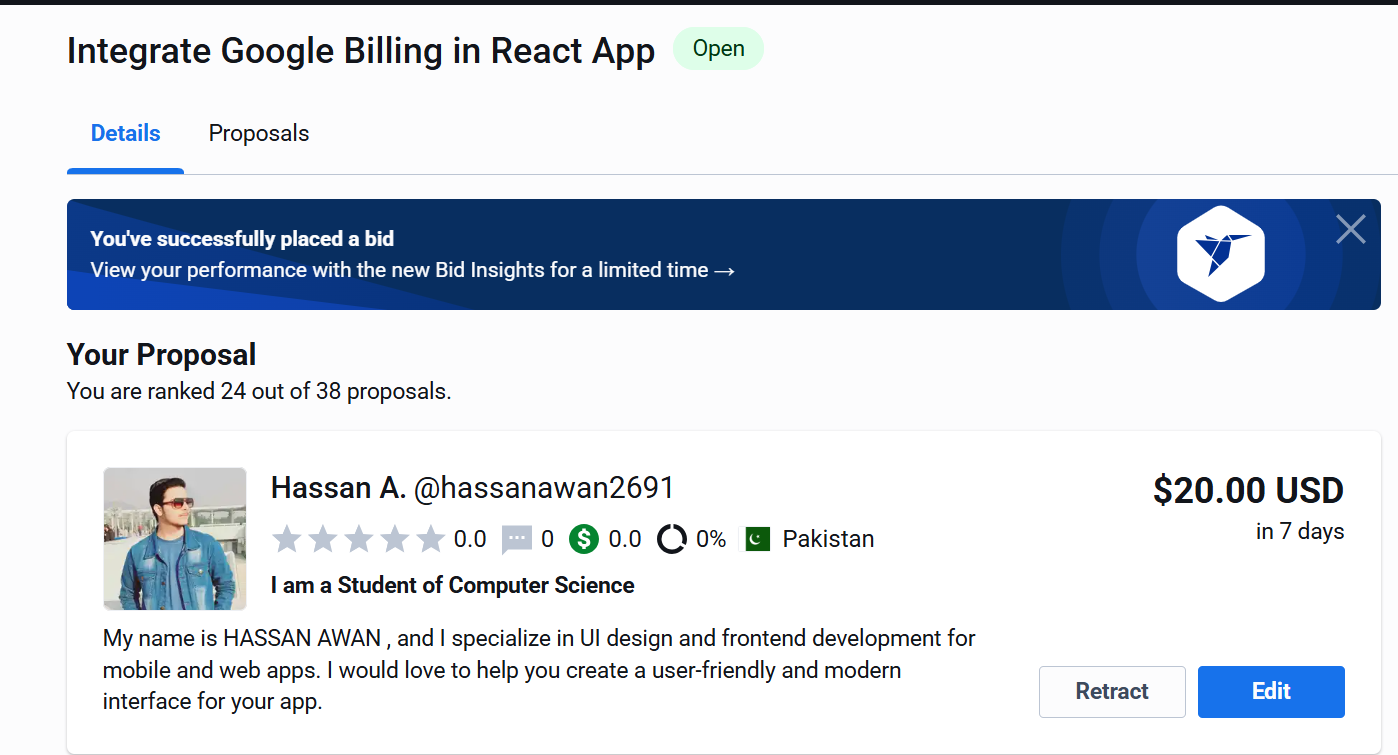 Integrate Google Billing in React App Open
Details Proposals
You've successfully placed a bid
View your performance with the new Bid Insights for a limited time →
Your Proposal
You are ranked 24 out of 38 proposals.
Hassan A. @hassanawan2691 $20.00 USD
0.0 0 $ 0.0 0% Pakistan in 7 days
I am a Student of Computer Science
My name is HASSAN AWAN , and I specialize in UI design and frontend development for
mobile and web apps. I would love to help you create a user-friendly and modern
interface for your app.
Retract Edit